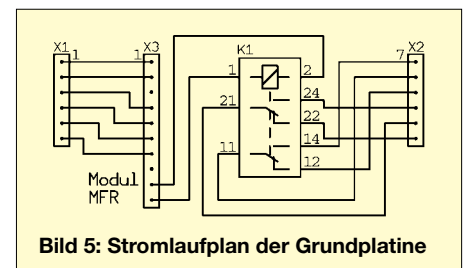 X1 X3 K1 X2
1 1 7
1 2
24
21
22
14
11
12
Modul
MFR
Bild 5: Stromlaufplan der Grundplatine